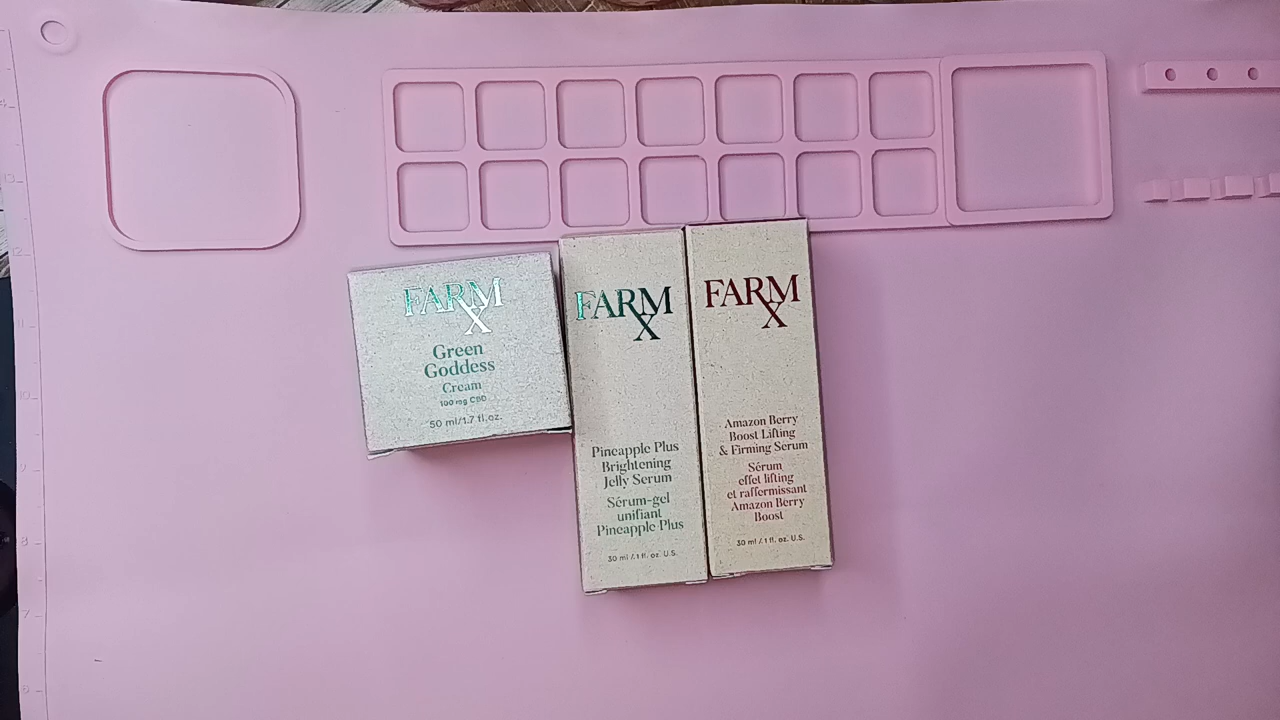 FARM
X
Green
Goddess
Cream
100 mg CBD
50 ml/1.7 fl.oz.
FARM
X
Pineapple Plus
Brightening
Jelly Serum
Sérum-gel
unifiant
Pineapple Plus
30 ml / 1 fl. oz. U.S.
FARM
X
Amazon Berry
Boost Lifting
& Firming Serum
Sérum
effet lifting
et raffermissant
Amazon Berry
Boost
30 ml / 1 fl. oz. U.S.